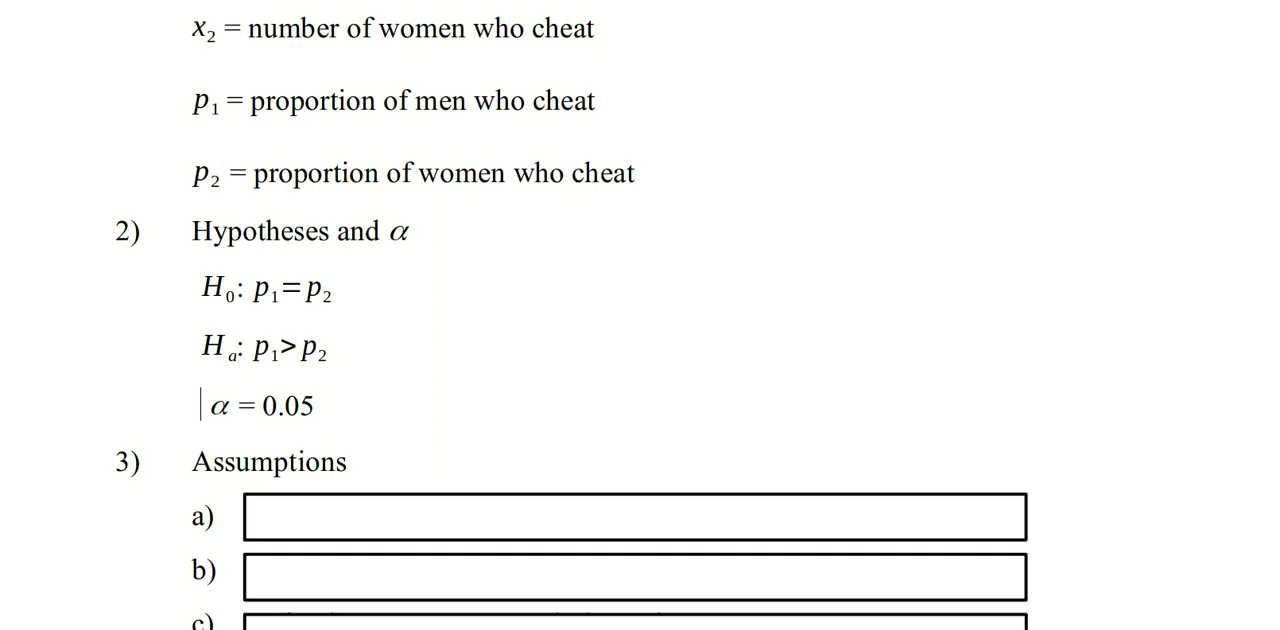 x₂ = number of women who cheat
p₁ = proportion of men who cheat
p₂ = proportion of women who cheat
2) Hypotheses and α
H₀: p₁=p₂
Hₐ: p₁>p₂
α = 0.05
3) Assumptions
a)
b)
c)